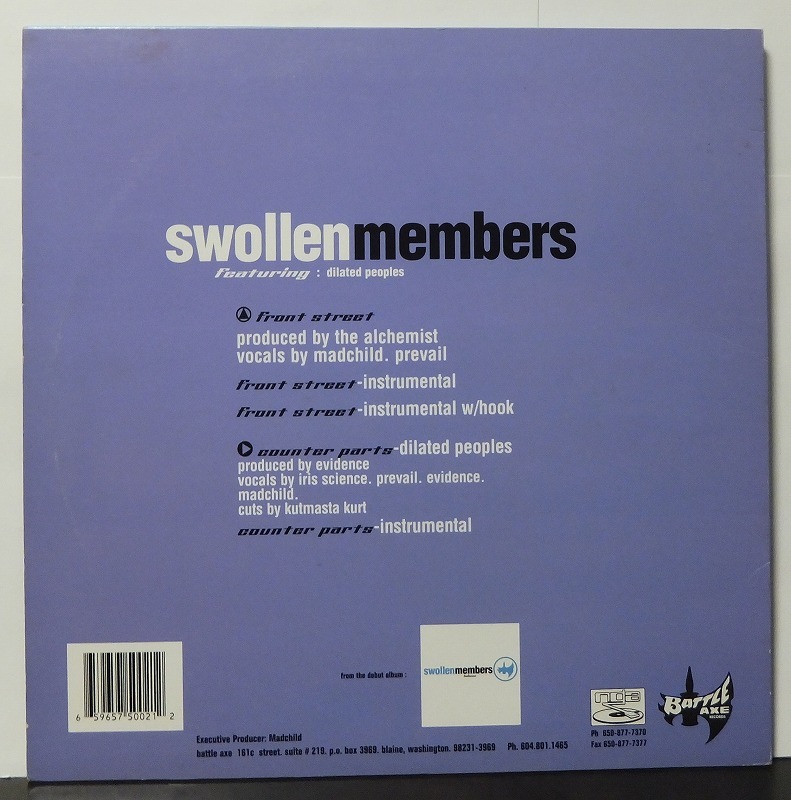 swollenmembers
featuring : dilated peoples
front street
produced by the alchemist
vocals by madchild. prevail
front street-instrumental
front street-instrumental w/hook
counter parts-dilated peoples
produced by evidence
vocals by iris science. prevail. evidence.
madchild.
cuts by kutmasta kurt
counter parts-instrumental
from the debut album :
swollenmembers
6 59657 50021 2
Executive Producer: Madchild
battle axe 161c street. suite # 219. p.o. box 3969. blaine, washington. 98231-3969 Ph. 604.801.1465
nda
Ph 650-877-7370
Fax 650-877-7377
BATTLE
AXE
RECORDS